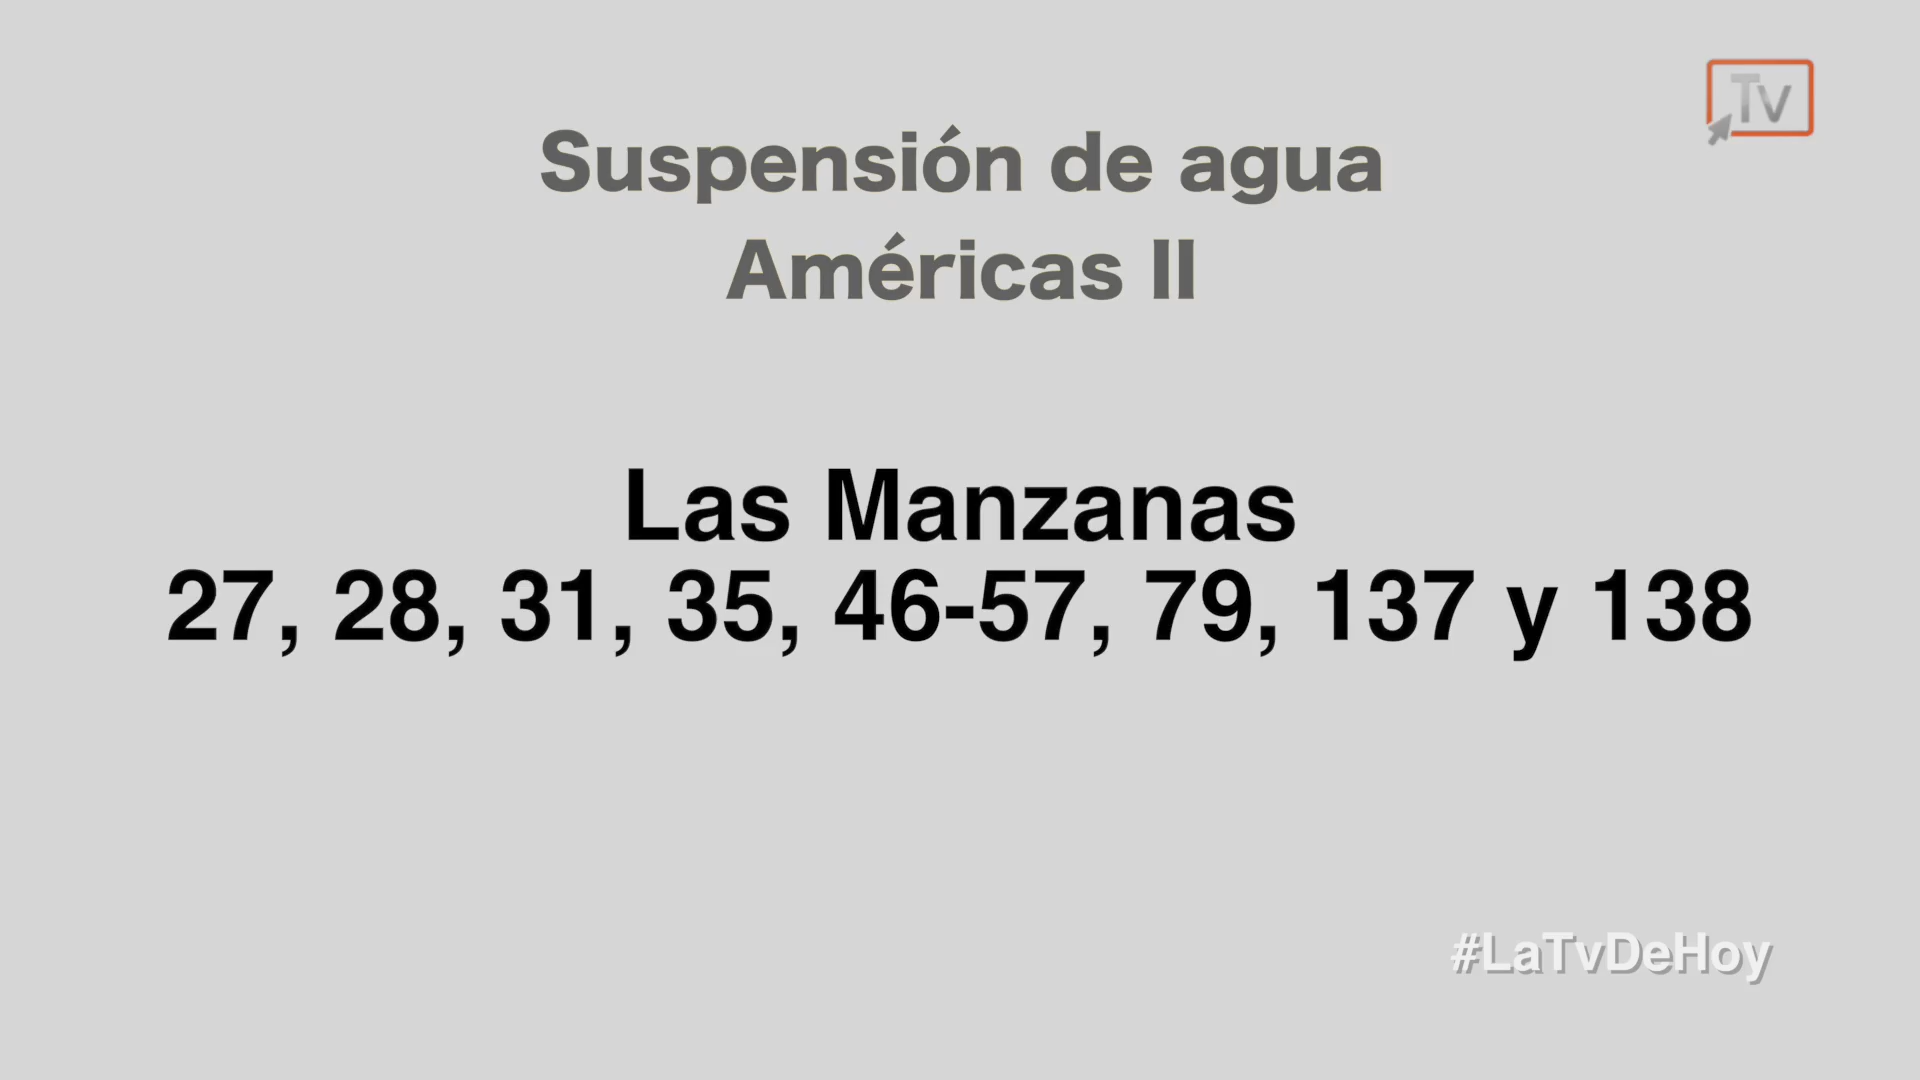 Tv
Suspensión de agua
Américas II
Las Manzanas
27, 28, 31, 35, 46-57, 79, 137 y 138
#LaTvDeHoy